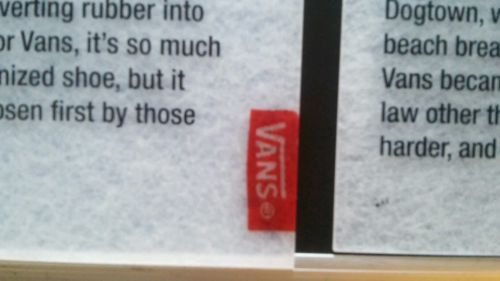 verting rubber into
or Vans, it's so much
nized shoe, but it
osen first by those
VANS
Dogtown, w
beach brea
Vans becam
law other th
harder, and